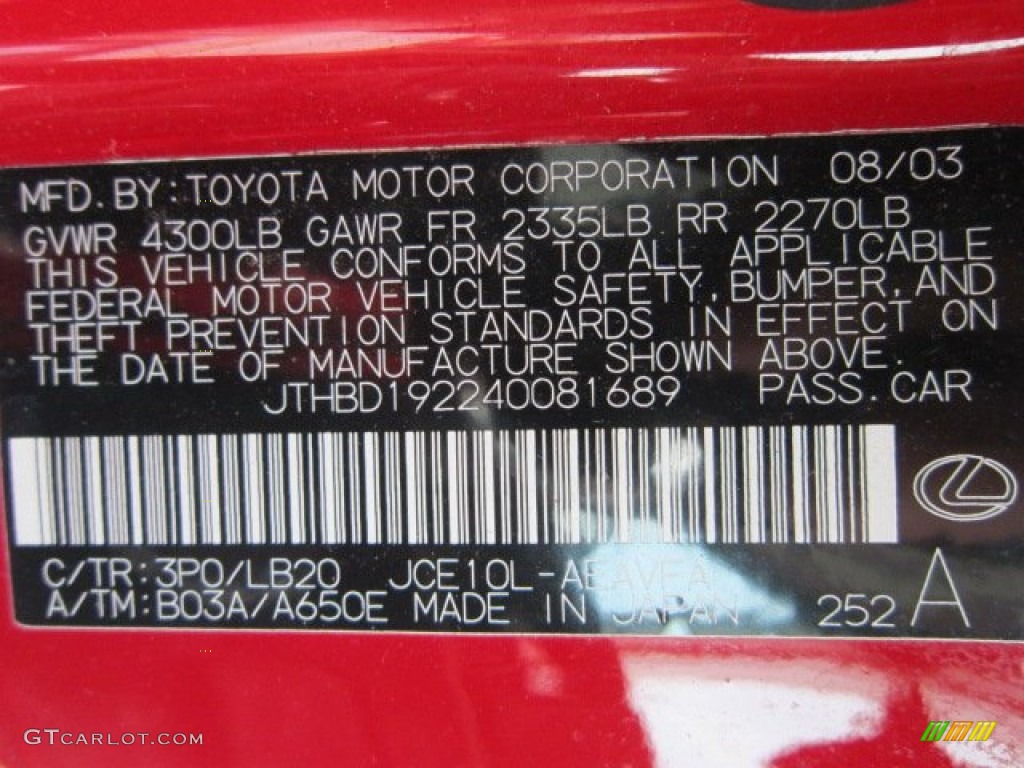 MFD. BY: TOYOTA MOTOR CORPORATION 08/03
GVWR 4300LB GAWR FR 2335LB RR 2270LB
THIS VEHICLE CONFORMS TO ALL APPLICABLE
FEDERAL MOTOR VEHICLE SAFETY, BUMPER, AND
THEFT PREVENTION STANDARDS IN EFFECT ON
THE DATE OF MANUFACTURE SHOWN ABOVE.
JTHBD192240081689 PASS. CAR
C/TR: 3P0/LB20 JCE10L-AEAVFA
A/TM: B03A/A650E MADE IN JAPAN 252 A
GTCARLOT.COM